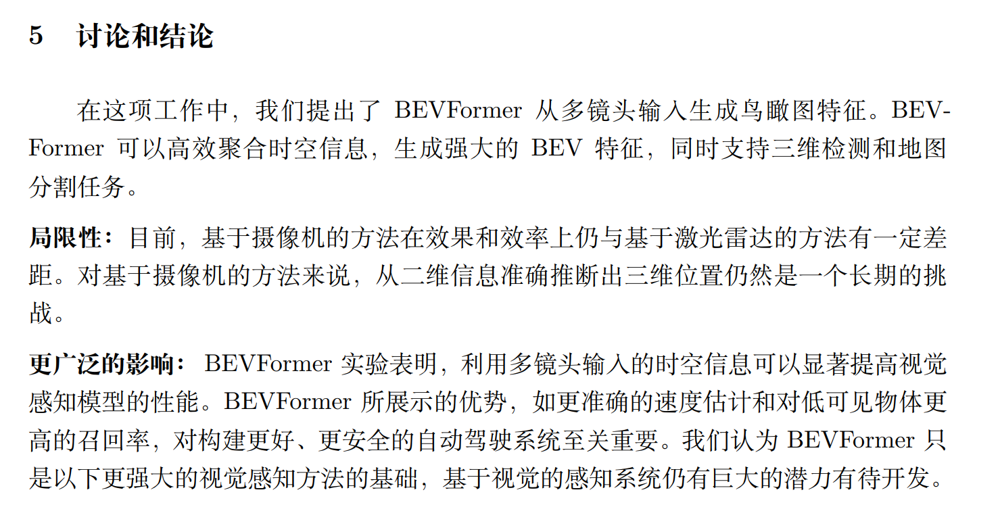 5 讨论和结论
在这项工作中，我们提出了 BEVFormer 从多镜头输入生成鸟瞰图特征。BEV-
Former 可以高效聚合时空信息，生成强大的 BEV 特征，同时支持三维检测和地图
分割任务。
局限性：目前，基于摄像机的方法在效果和效率上仍与基于激光雷达的方法有一定差
距。对基于摄像机的方法来说，从二维信息准确推断出三维位置仍然是一个长期的挑
战。
更广泛的影响： BEVFormer 实验表明，利用多镜头输入的时空信息可以显著提高视觉
感知模型的性能。BEVFormer 所展示的优势，如更准确的速度估计和对低可见物体更
高的召回率，对构建更好、更安全的自动驾驶系统至关重要。我们认为 BEVFormer 只
是以下更强大的视觉感知方法的基础，基于视觉的感知系统仍有巨大的潜力有待开发。